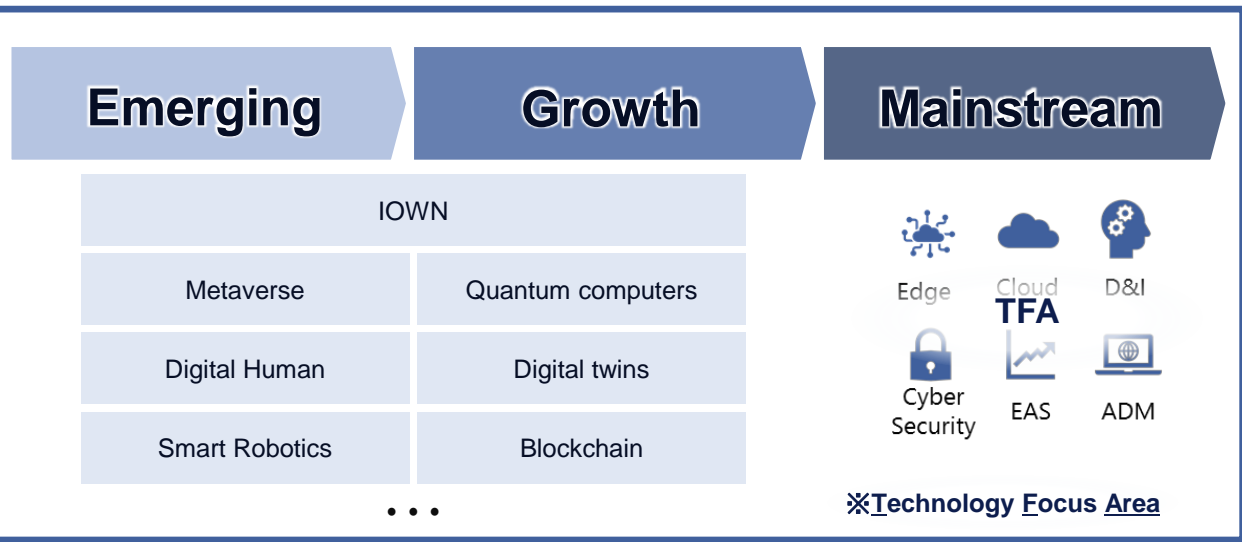 Emerging
Growth
Mainstream
IOWN
Metaverse
Quantum computers
Digital Human
Digital twins
Smart Robotics
Blockchain
• • •
Edge
Cloud
D&I
TFA
Cyber
Security
EAS
ADM
※Technology Focus Area